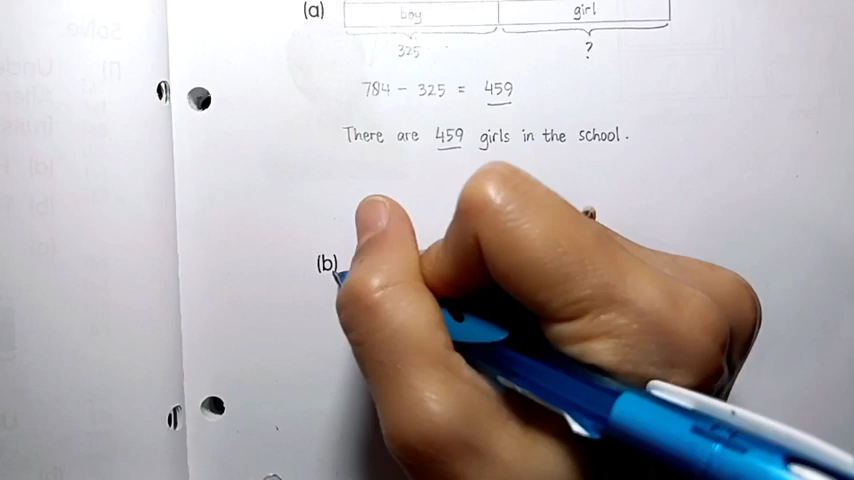 (a) boy girl
325 ?
784 - 325 = 459
There are 459 girls in the school.
(b)